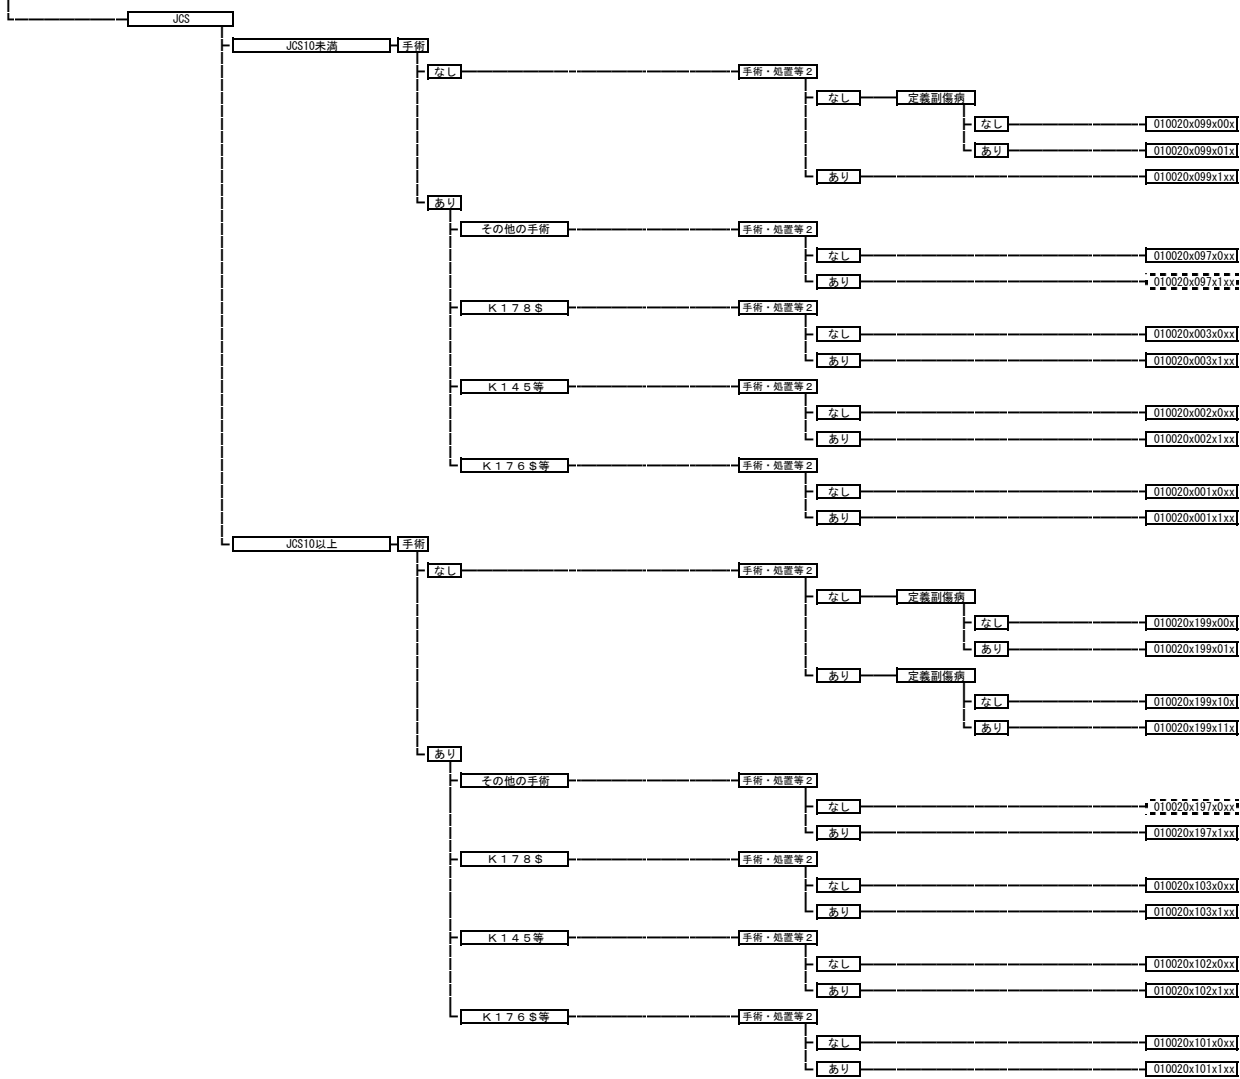 JCS
JCS10未満 手術
なし 手術・処置等２
なし 定義副傷病
なし 010020x099x00x
あり 010020x099x01x
あり 010020x099x1xx
あり
その他の手術 手術・処置等２
なし 010020x097x0xx
あり 010020x097x1xx
Ｋ１７８＄ 手術・処置等２
なし 010020x003x0xx
あり 010020x003x1xx
Ｋ１４５等 手術・処置等２
なし 010020x002x0xx
あり 010020x002x1xx
Ｋ１７６＄等 手術・処置等２
なし 010020x001x0xx
あり 010020x001x1xx
JCS10以上 手術
なし 手術・処置等２
なし 定義副傷病
なし 010020x199x00x
あり 010020x199x01x
あり 定義副傷病
なし 010020x199x10x
あり 010020x199x11x
あり
その他の手術 手術・処置等２
なし 010020x197x0xx
あり 010020x197x1xx
Ｋ１７８＄ 手術・処置等２
なし 010020x103x0xx
あり 010020x103x1xx
Ｋ１４５等 手術・処置等２
なし 010020x102x0xx
あり 010020x102x1xx
Ｋ１７６＄等 手術・処置等２
なし 010020x101x0xx
あり 010020x101x1xx